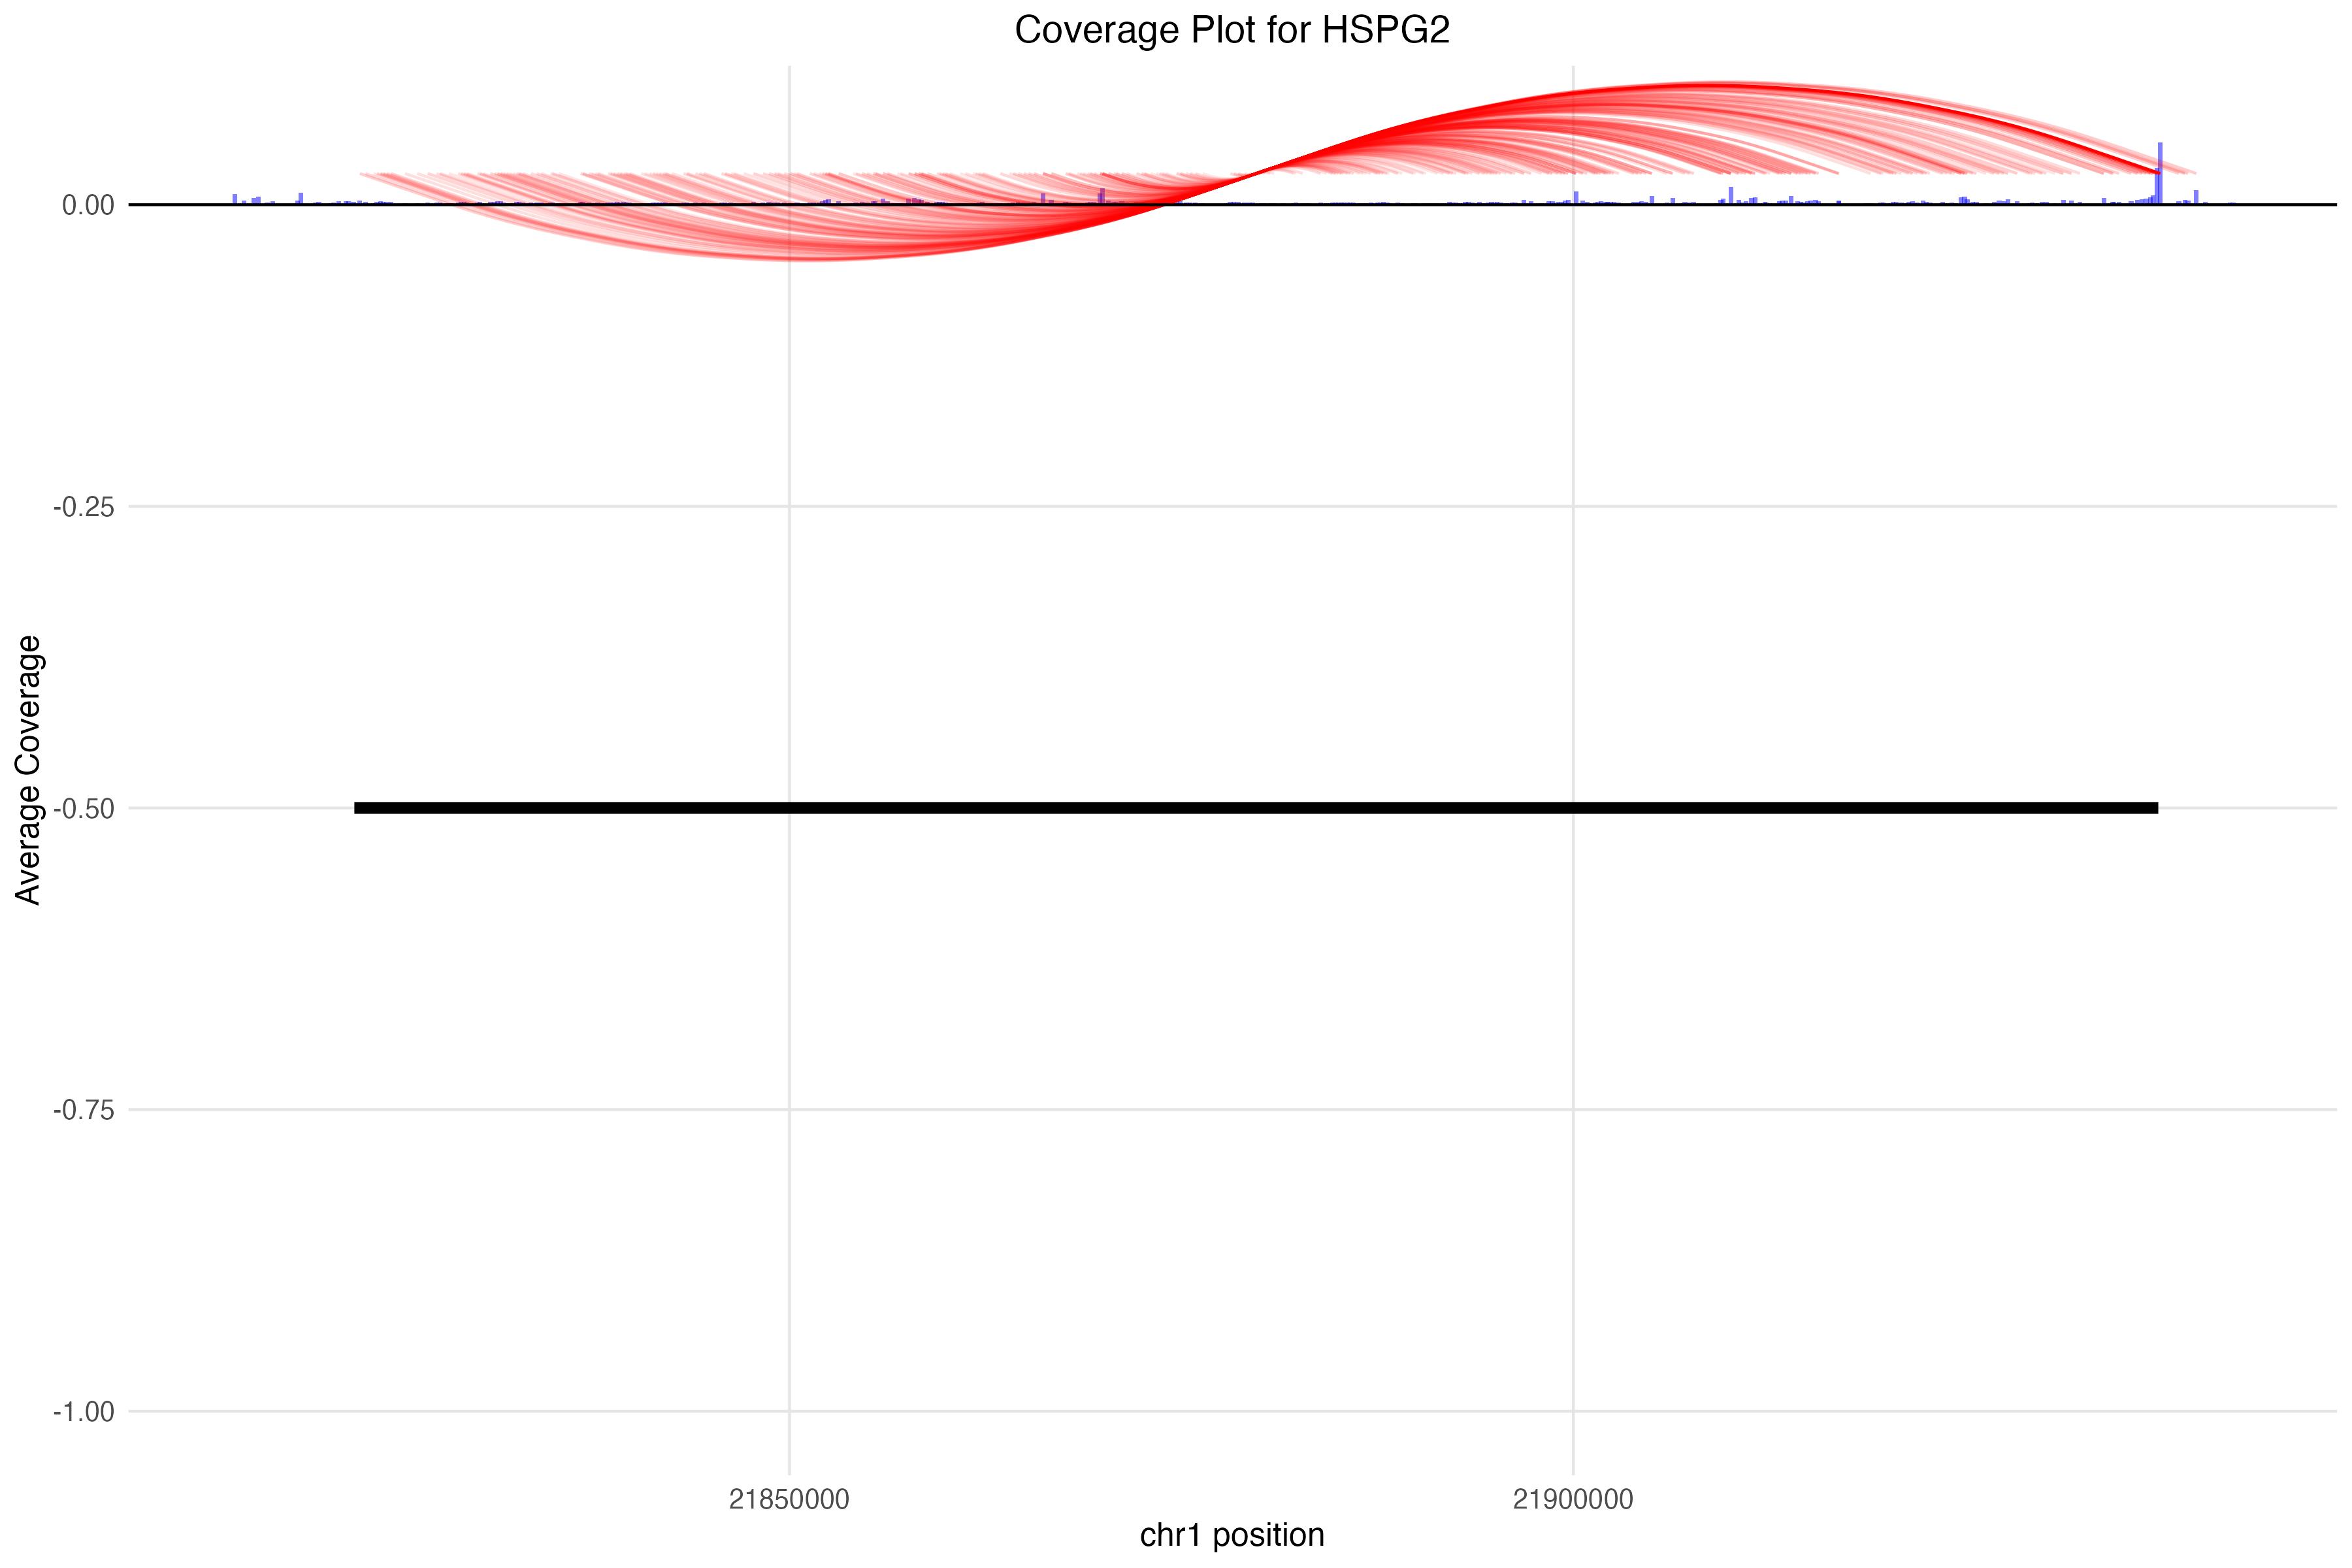 Coverage Plot for HSPG2
0.00
-0.25
-0.50
-0.75
-1.00
Average Coverage
21850000
21900000
chr1 position